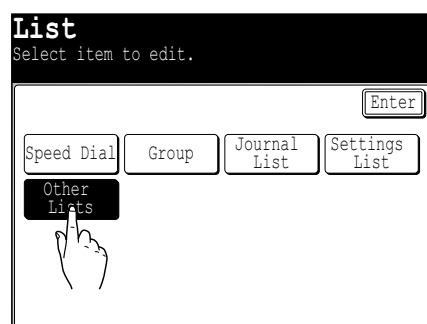 List
Select item to edit.
Enter
Speed Dial Group Journal List Settings List
Other Lists